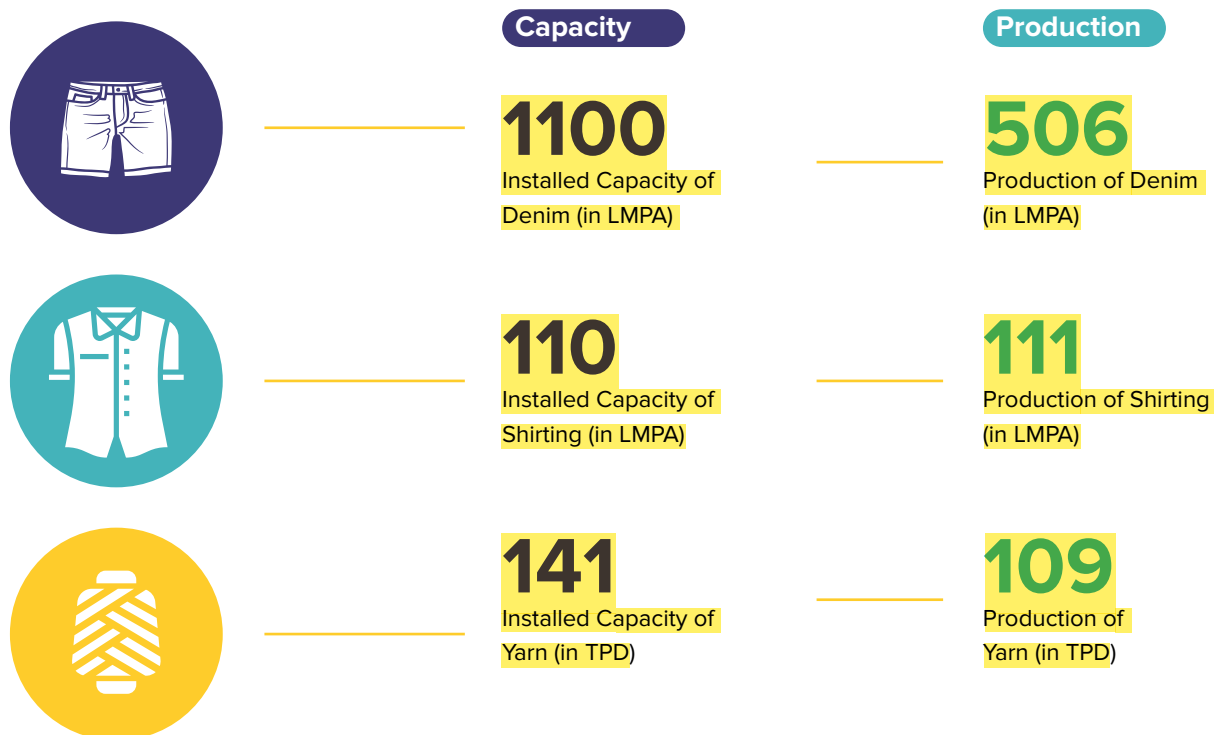 Capacity
Production
1100
Installed Capacity of
Denim (in LMPA)
506
Production of Denim
(in LMPA)
110
Installed Capacity of
Shirting (in LMPA)
111
Production of Shirting
(in LMPA)
141
Installed Capacity of
Yarn (in TPD)
109
Production of
Yarn (in TPD)